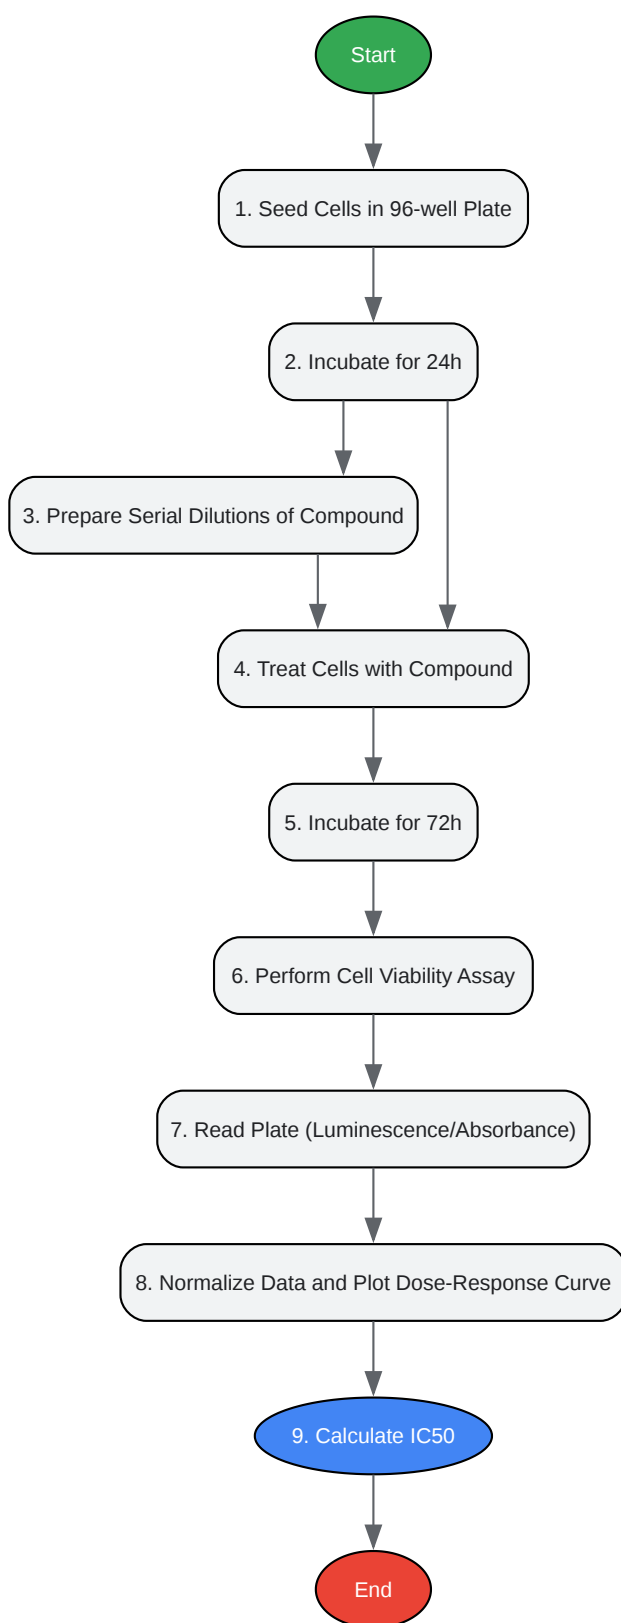 Start
1. Seed Cells in 96-well Plate
2. Incubate for 24h
3. Prepare Serial Dilutions of Compound
4. Treat Cells with Compound
5. Incubate for 72h
6. Perform Cell Viability Assay
7. Read Plate (Luminescence/Absorbance)
8. Normalize Data and Plot Dose-Response Curve
9. Calculate IC50
End